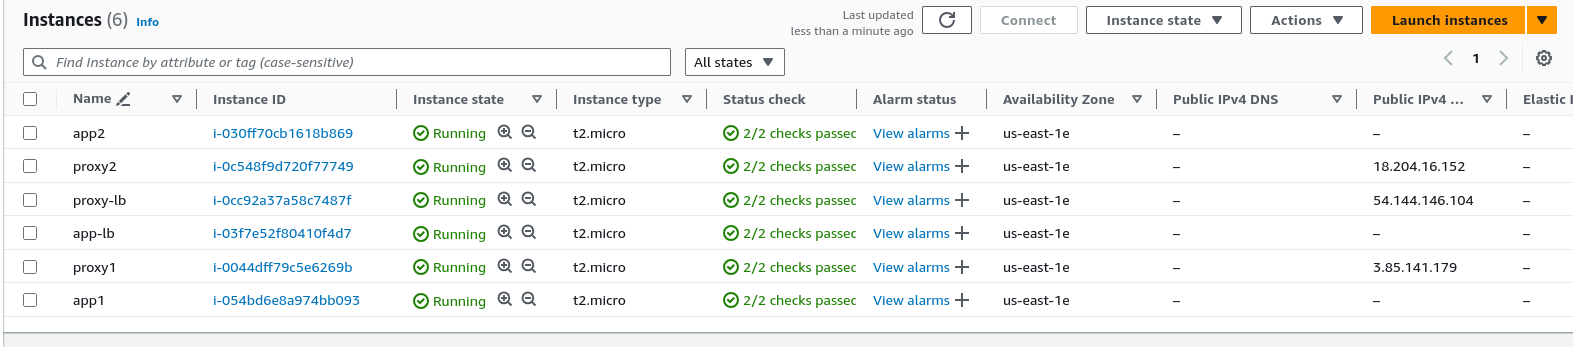 Instances (6) Info Last updated less than a minute ago Connect Instance state Actions Launch instances
Find Instance by attribute or tag (case-sensitive) All states 1
Name Instance ID Instance state Instance type Status check Alarm status Availability Zone Public IPv4 DNS Public IPv4 ... Elastic I
app2 i-030ff70cb1618b869 Running t2.micro 2/2 checks passec View alarms + us-east-1e – – –
proxy2 i-0c548f9d720f77749 Running t2.micro 2/2 checks passec View alarms + us-east-1e – 18.204.16.152 –
proxy-lb i-0cc92a37a58c7487f Running t2.micro 2/2 checks passec View alarms + us-east-1e – 54.144.146.104 –
app-lb i-03f7e52f80410f4d7 Running t2.micro 2/2 checks passec View alarms + us-east-1e – – –
proxy1 i-0044dff79c5e6269b Running t2.micro 2/2 checks passec View alarms + us-east-1e – 3.85.141.179 –
app1 i-054bd6e8a974bb093 Running t2.micro 2/2 checks passec View alarms + us-east-1e – – –